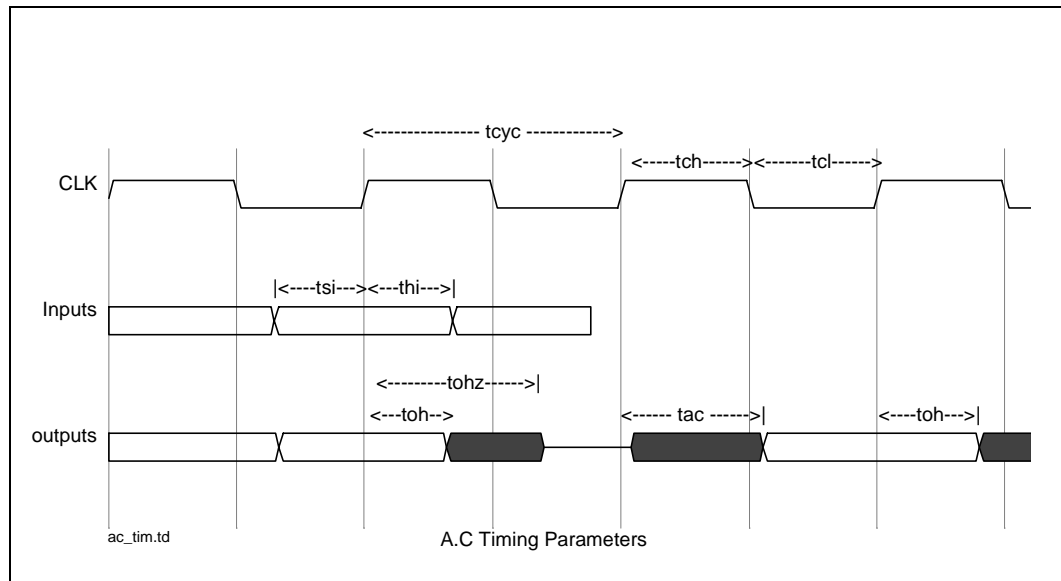 <--------------- tcyc ------------->
<-----tch-----> <-------tcl------>
CLK
|<----tsi---><---thi--->|
Inputs
<---------tohz------->|
<---toh--> <----- tac ------>| <---toh---->|
outputs
ac_tim.td A.C Timing Parameters